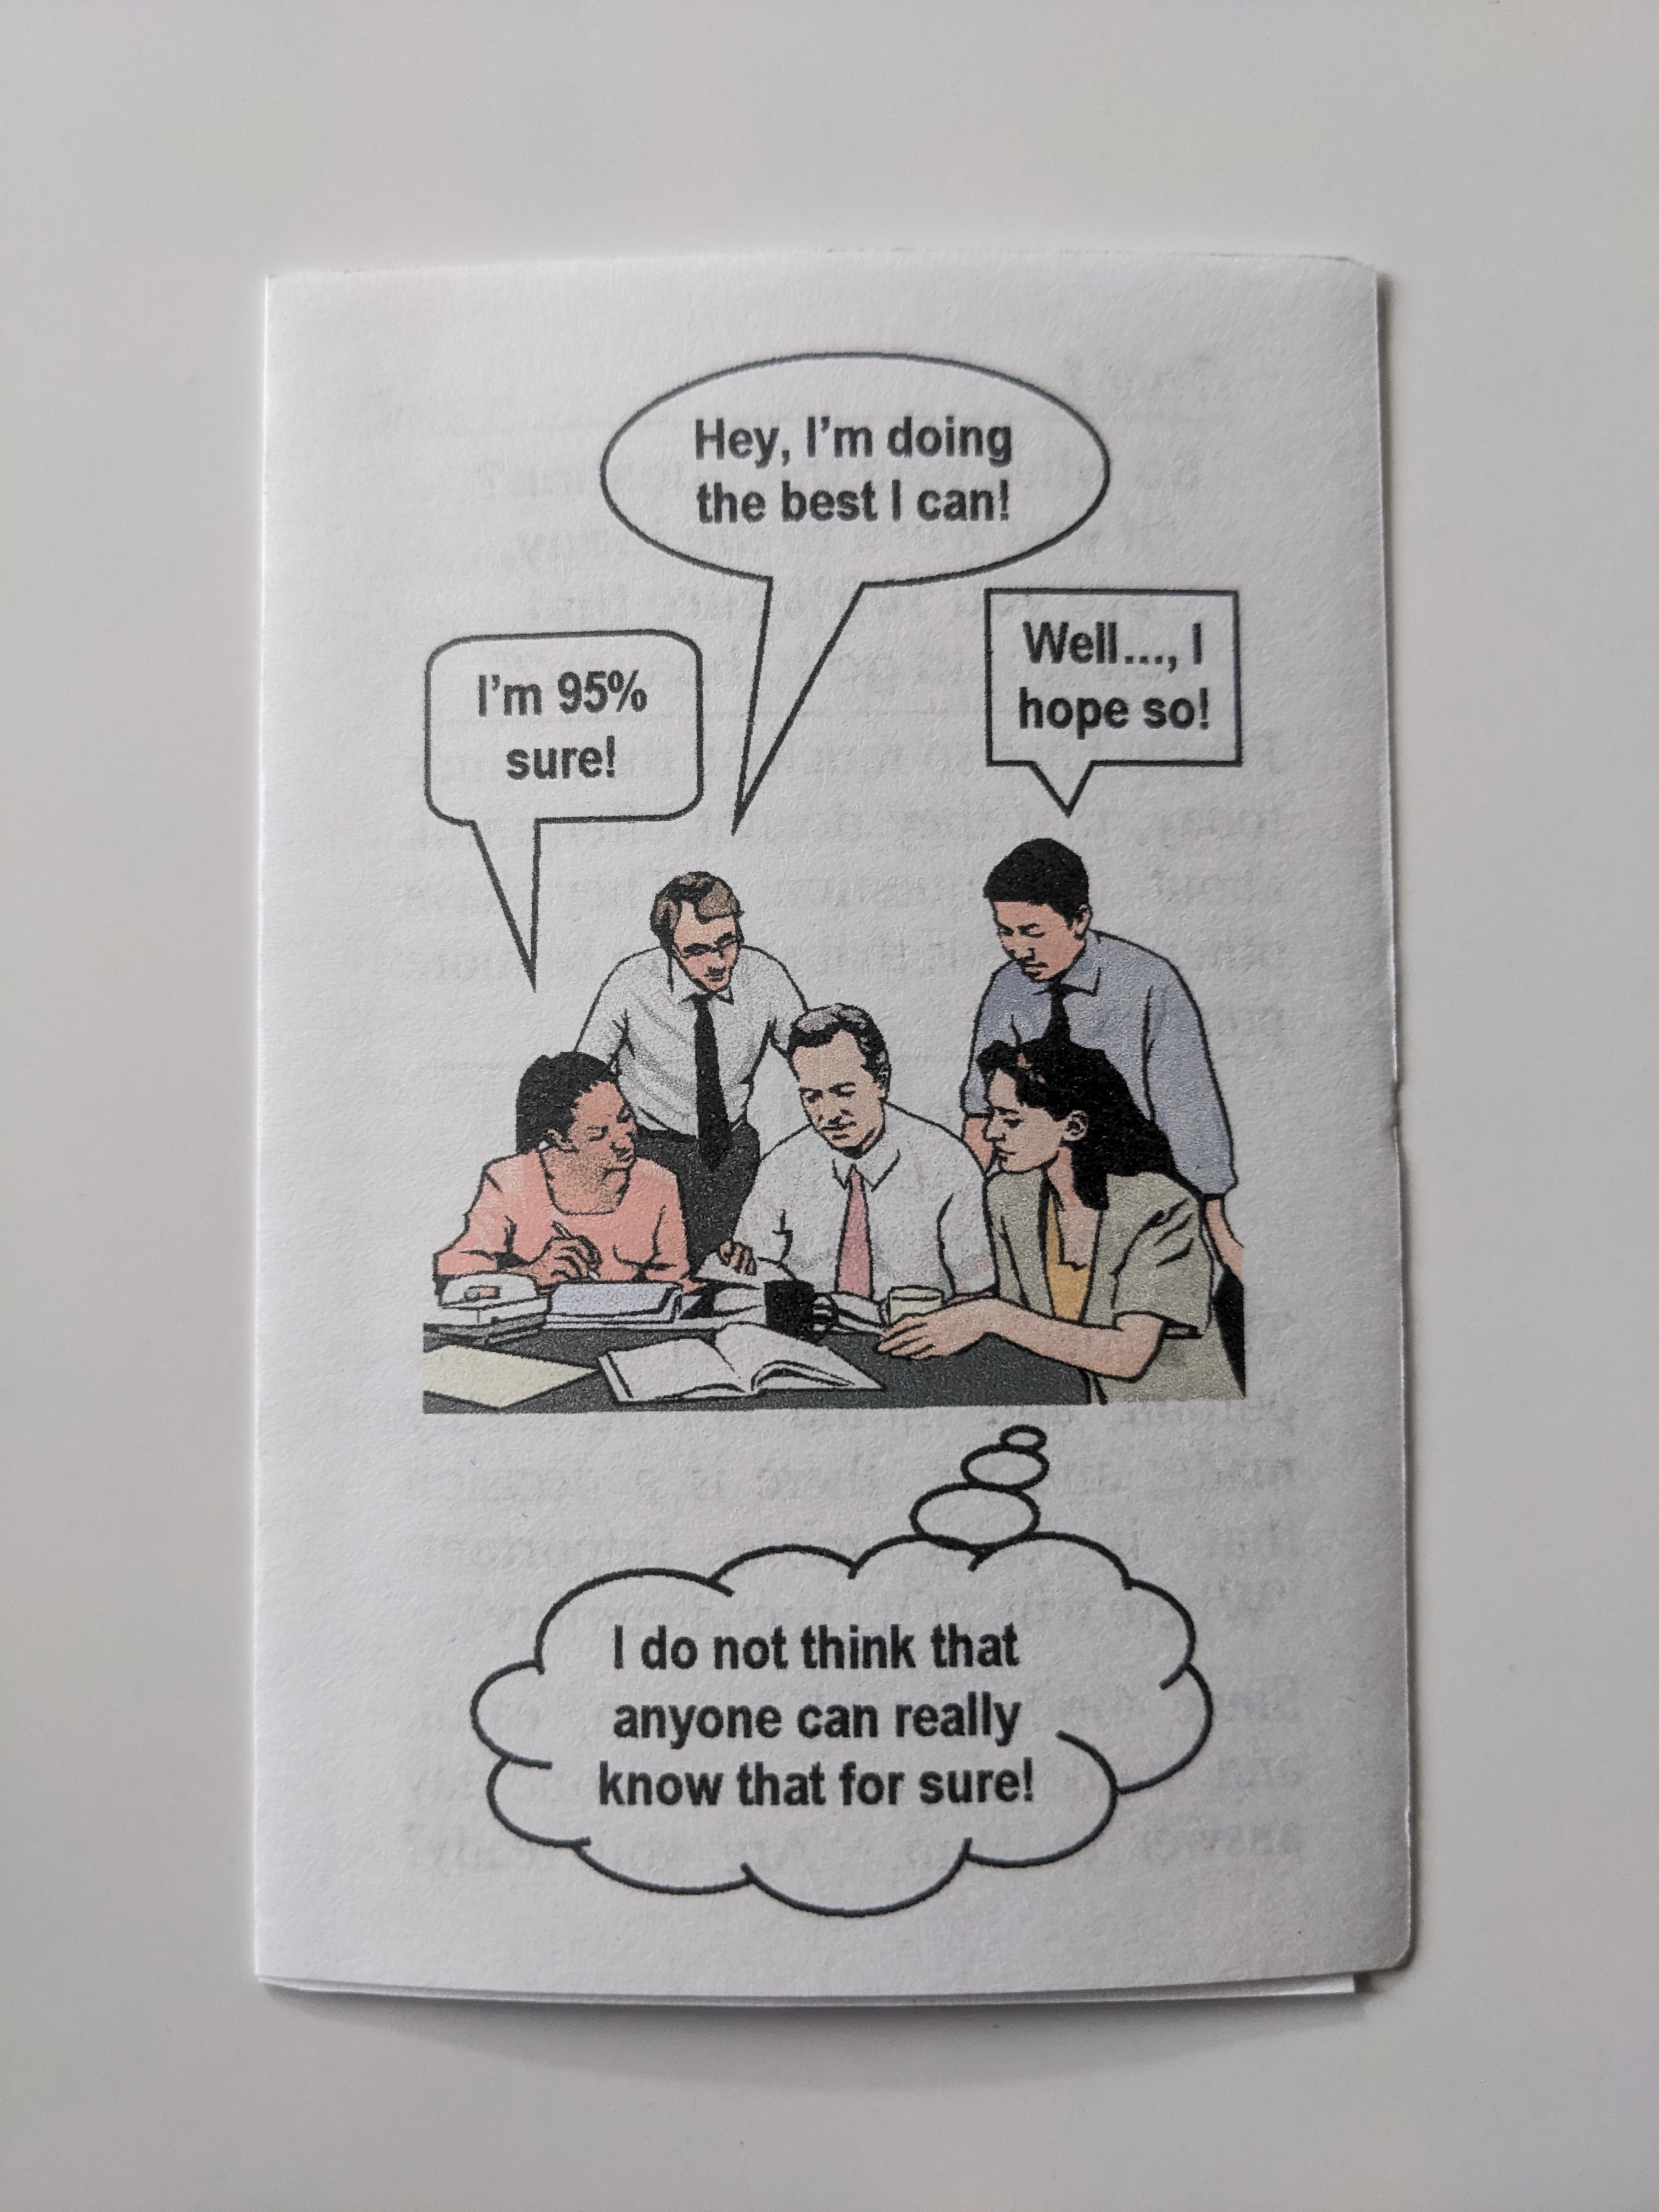 Hey, I'm doing
the best I can!
I'm 95%
sure!
Well..., I
hope so!
I do not think that
anyone can really
know that for sure!